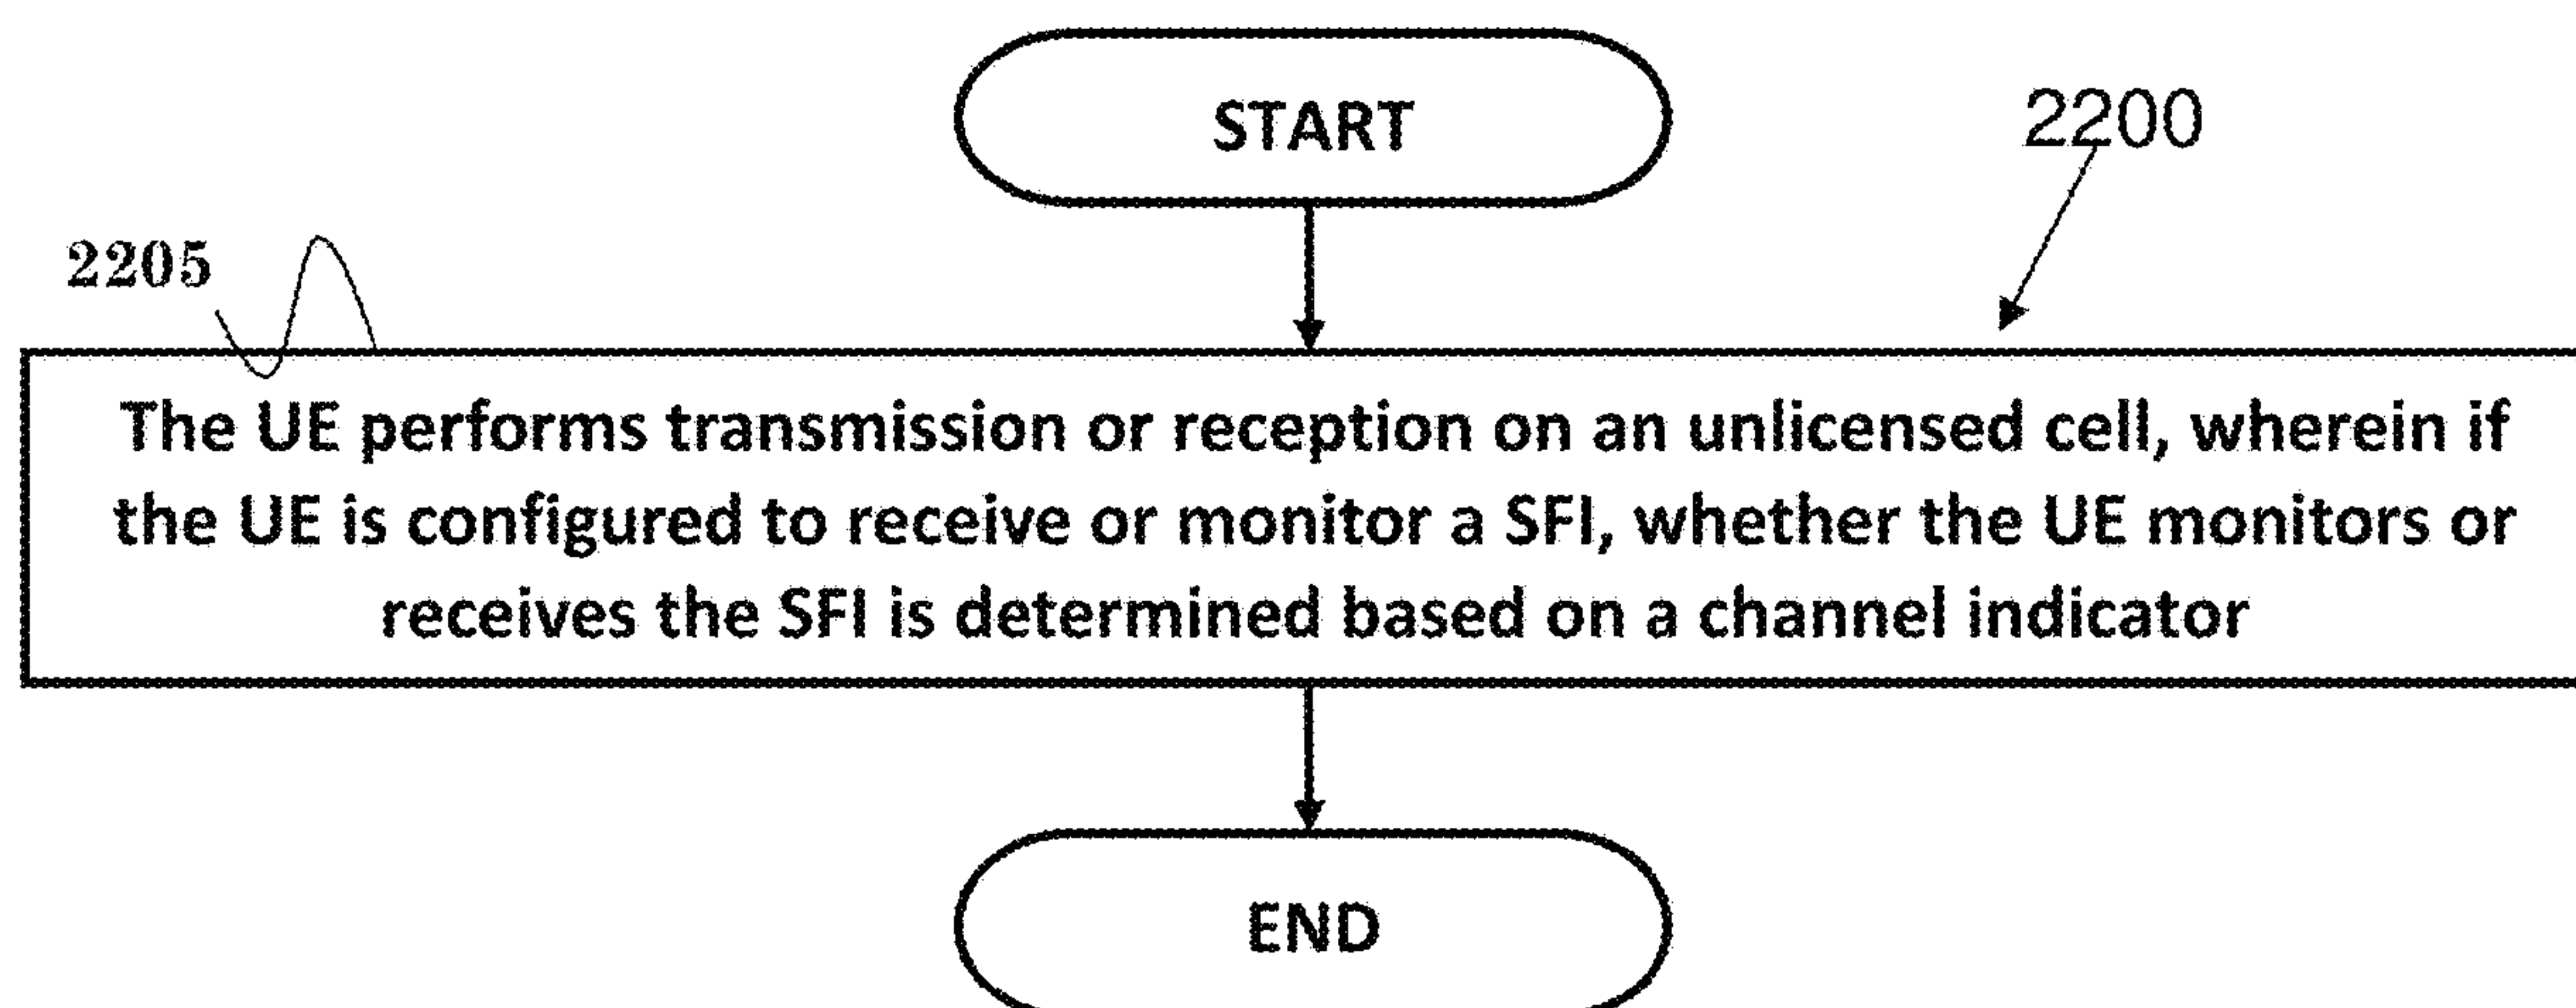 START
2200
2205
The UE performs transmission or reception on an unlicensed cell, wherein if
the UE is configured to receive or monitor a SFI, whether the UE monitors or
receives the SFI is determined based on a channel indicator
END